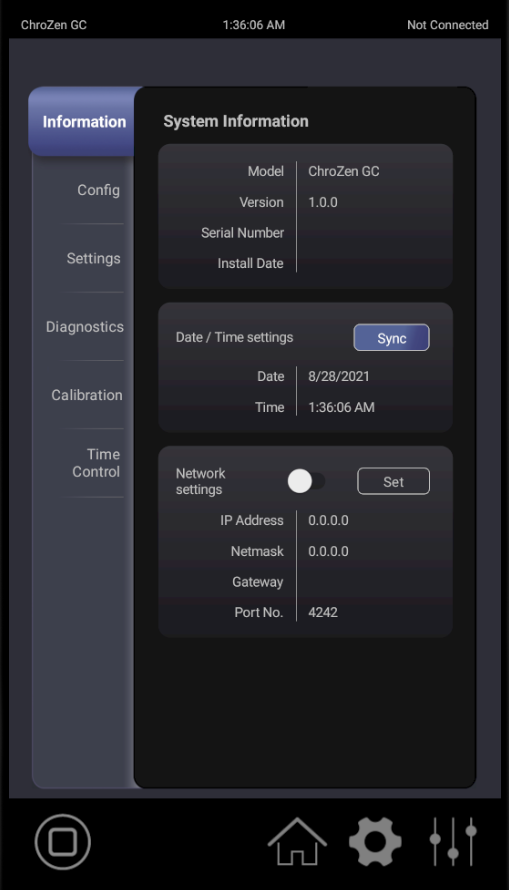 ChroZen GC 1:36:06 AM Not Connected
Information
Config
Settings
Diagnostics
Calibration
Time
Control
System Information
Model ChroZen GC
Version 1.0.0
Serial Number
Install Date
Date / Time settings Sync
Date 8/28/2021
Time 1:36:06 AM
Network
settings
Set
IP Address 0.0.0.0
Netmask 0.0.0.0
Gateway
Port No. 4242